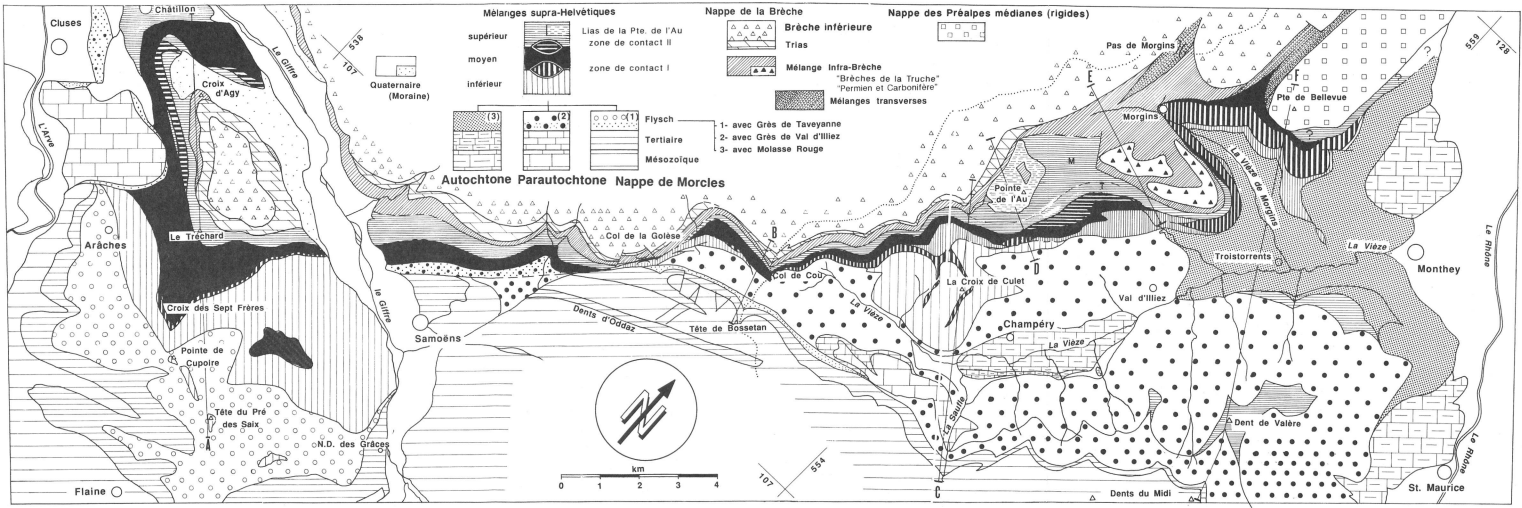 Mélanges supra-Helvétiques
supérieur
moyen
inférieur
Lias de la Pte. de l'Au
zone de contact II
zone de contact I
Nappe de la Brèche
Brèche inférieure
Trias
Mélange Infra-Brèche
"Brèches de la Truche"
"Permien et Carbonifère"
Mélanges transverses
Nappe des Préalpes médianes (rigides)
Quaternaire
(Moraine)
(3)
(2)
(1)
Flysch
Tertiaire
Mésozoïque
1- avec Grès de Taveyanne
2- avec Grès de Val d'Illiez
3- avec Molasse Rouge
Autochtone Parautochtone Nappe de Morcles
Châtillon
Cluses
Le Giffre
538
107
559
128
L'Arve
Croix
d'Agy
Pas de Morgins
E
F
Pte de Bellevue
Morgins
M
La Vièze de Morgins
Pointe
de l'Au
Arâches
Le Tréchard
Col de la Golèse
B
La Vièze
Le Rhône
Monthey
Troistorrents
D
Col de Cou
La Croix de Culet
Val d'Illiez
Croix des Sept Frères
le Giffre
Samoëns
Dents d'Oddaz
Tête de Bossetan
La Vièze
Champéry
La Vièze
Pointe de
Cupoire
Tête du Pré
des Saix
A
N.D. des Grâces
Flaine
N
km
0 1 2 3 4
107
554
La Saufle
C
Dent de Valère
Dents du Midi
Le Rhône
St. Maurice